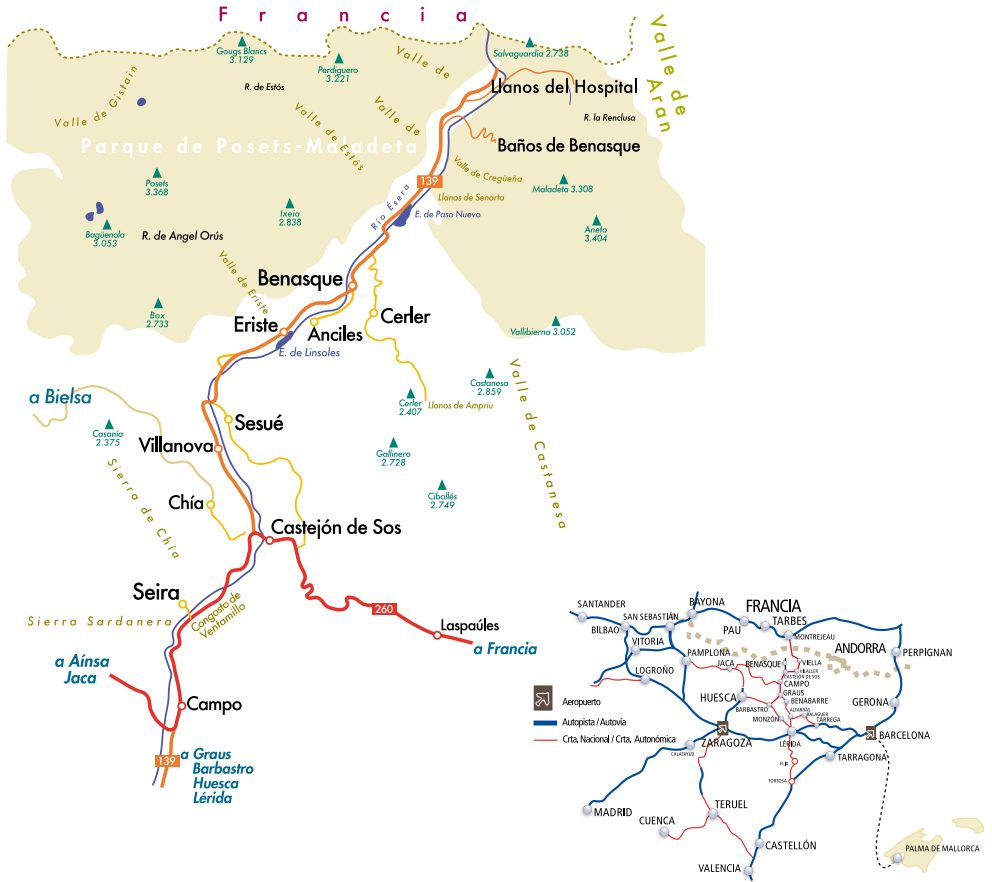 Francia
Valle de
Aran
Gougs Blancs
3.129
Perdiguero
3.221
Valle de
Salvaguardia 2.738
Valle de Gistain
R. de Estós
Llanos del Hospital
Valle de Estós
Valle de
R. la Renclusa
Parque de Posets-Maladeta
Baños de Benasque
Valle de Cregüeña
Posets
3.368
139
Maladeta 3.308
Llanos de Senarta
Ixeia
2.838
Río Ésera
E. de Paso Nuevo
Bagüenola
3.053
R. de Angel Orús
Aneto
3.404
Valle de Eriste
Benasque
Box
2.733
Eriste
Anciles
Cerler
Vallibierna 3.052
E. de Linsoles
a Bielsa
Castanesa
2.859
Valle de Castanesa
Cerler
2.407
Llanos de Ampriu
Casania
2.375
Sesué
Villanova
Gallinero
2.728
Sierra de Chía
Cibollés
2.749
Chía
Castejón de Sos
Seira
Congosto de
Ventamillo
Sierra Sardanera
260
Laspaúles
a Francia
a Aínsa
Jaca
Campo
139
a Graus
Barbastro
Huesca
Lérida
SANTANDER
BILBAO
SAN SEBASTIÁN
BAYONA
FRANCIA
PAU
TARBES
MONTREJEAU
VITORIA
ANDORRA
PERPIGNAN
PAMPLONA
LOGROÑO
JACA
BENASQUE
VIELLA
CASTEJÓN DE SOS
CAMPO
GRAUS
HUESCA
BENABARRE
GERONA
BARBASTRO
MONZÓN
ALFARRÁS
BALAGUER
TÁRREGA
Aeropuerto
Autopista / Autovía
Crta, Nacional / Crta, Autonómica
ZARAGOZA
CALATAYUD
LÉRIDA
BARCELONA
TARRAGONA
TORTOSA
MADRID
TERUEL
CUENCA
CASTELLÓN
VALENCIA
PALMA DE MALLORCA